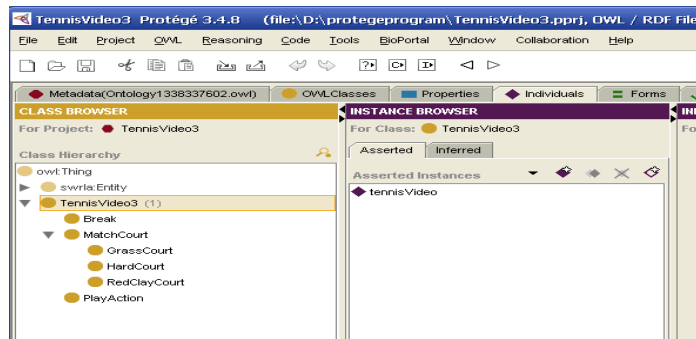 TennisVideo3 Protégé 3.4.8 (file:\D:\protegeprogram\TennisVideo3.pprj, OWL / RDF File
File Edit Project OWL Reasoning Code Tools BioPortal Window Collaboration Help
Metadata(Ontology1338337602.owl) OWLClasses Properties Individuals Forms
CLASS BROWSER
For Project: TennisVideo3
Class Hierarchy
owl:Thing
swrla:Entity
TennisVideo3 (1)
Break
MatchCourt
GrassCourt
HardCourt
RedClayCourt
PlayAction
INSTANCE BROWSER
For Class: TennisVideo3
Asserted Inferred
Asserted Instances
tennisVideo